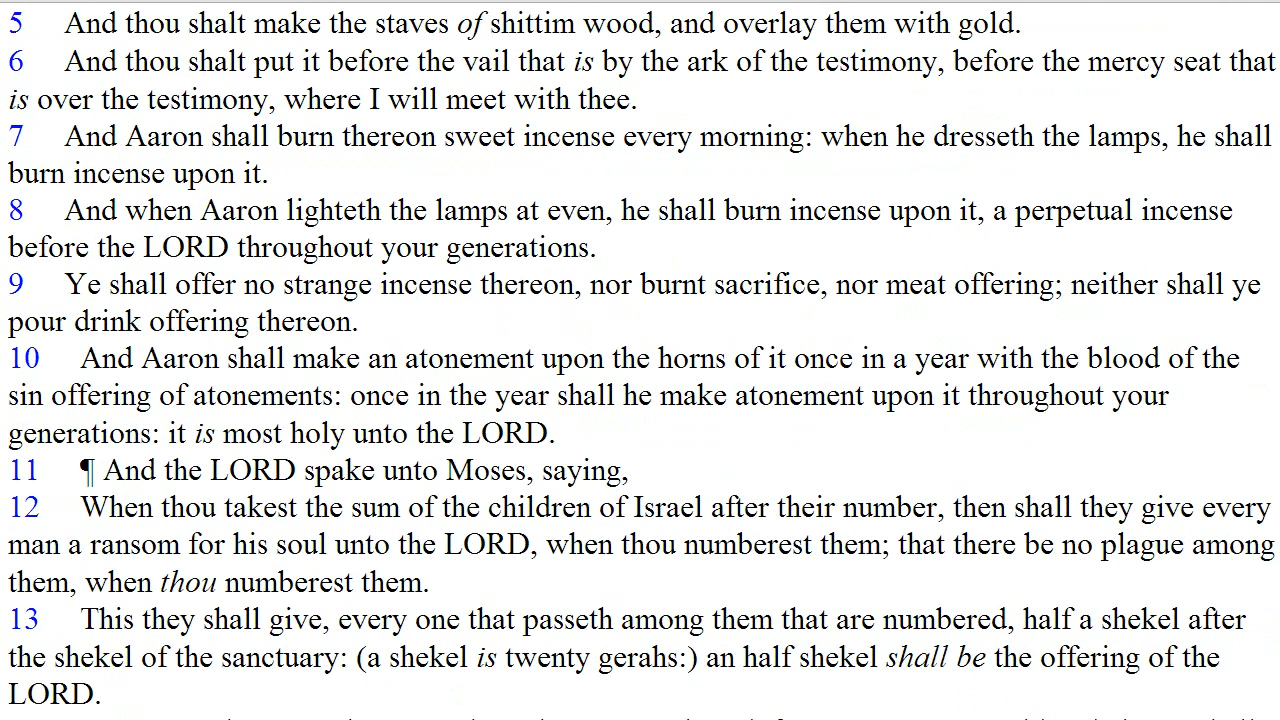 5 And thou shalt make the staves of shittim wood, and overlay them with gold.
6 And thou shalt put it before the vail that is by the ark of the testimony, before the mercy seat that
is over the testimony, where I will meet with thee.
7 And Aaron shall burn thereon sweet incense every morning: when he dresseth the lamps, he shall
burn incense upon it.
8 And when Aaron lighteth the lamps at even, he shall burn incense upon it, a perpetual incense
before the LORD throughout your generations.
9 Ye shall offer no strange incense thereon, nor burnt sacrifice, nor meat offering; neither shall ye
pour drink offering thereon.
10 And Aaron shall make an atonement upon the horns of it once in a year with the blood of the
sin offering of atonements: once in the year shall he make atonement upon it throughout your
generations: it is most holy unto the LORD.
11 ¶ And the LORD spake unto Moses, saying,
12 When thou takest the sum of the children of Israel after their number, then shall they give every
man a ransom for his soul unto the LORD, when thou numberest them; that there be no plague among
them, when thou numberest them.
13 This they shall give, every one that passeth among them that are numbered, half a shekel after
the shekel of the sanctuary: (a shekel is twenty gerahs:) an half shekel shall be the offering of the
LORD.